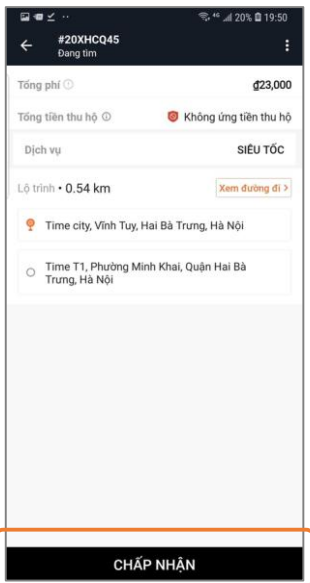 20% 19:50
#20XHCQ45
Đang tìm
Tổng phí
₫23,000
Tổng tiền thu hộ
Không ứng tiền thu hộ
Dịch vụ
SIÊU TỐC
Lộ trình • 0.54 km
Xem đường đi >
Time city, Vĩnh Tuy, Hai Bà Trưng, Hà Nội
Time T1, Phường Minh Khai, Quận Hai Bà
Trưng, Hà Nội
CHẤP NHẬN